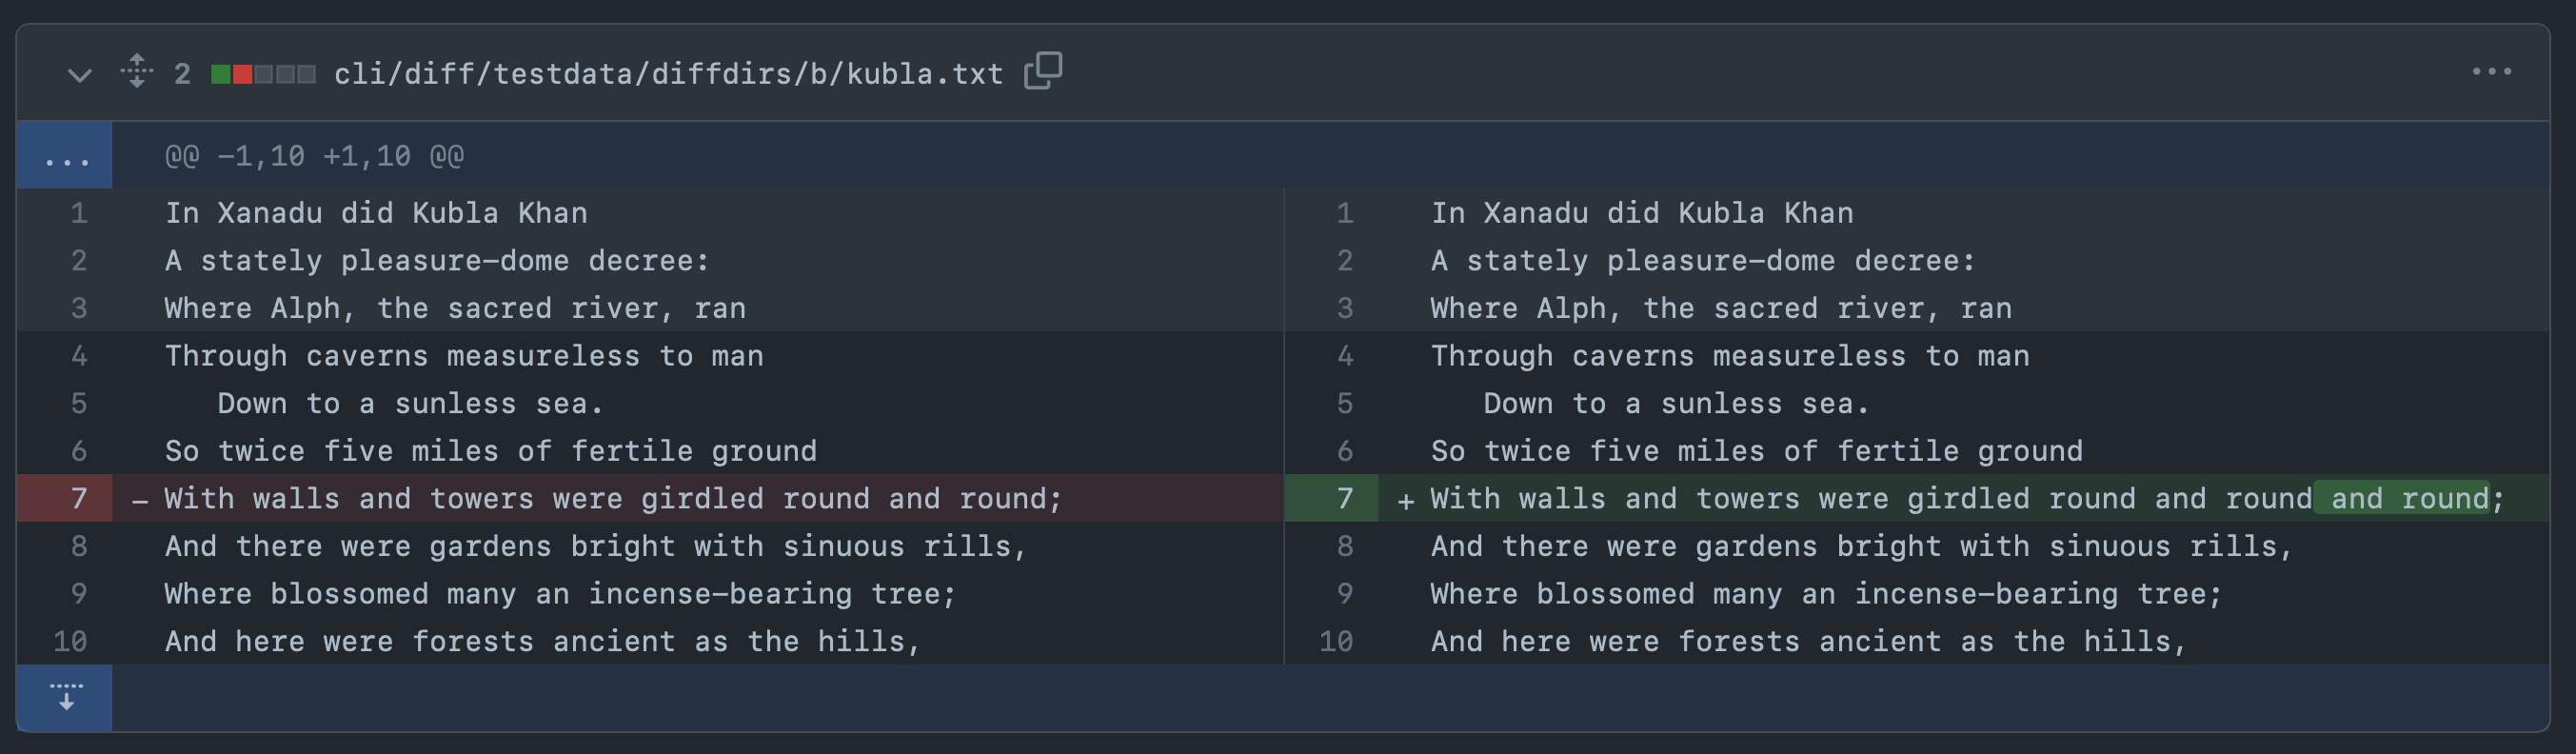 2 cli/diff/testdata/diffdirs/b/kubla.txt
@@ -1,10 +1,10 @@
1 In Xanadu did Kubla Khan
2 A stately pleasure-dome decree:
3 Where Alph, the sacred river, ran
4 Through caverns measureless to man
5    Down to a sunless sea.
6 So twice five miles of fertile ground
7 - With walls and towers were girdled round and round;
8 And there were gardens bright with sinuous rills,
9 Where blossomed many an incense-bearing tree;
10 And here were forests ancient as the hills,
1 In Xanadu did Kubla Khan
2 A stately pleasure-dome decree:
3 Where Alph, the sacred river, ran
4 Through caverns measureless to man
5    Down to a sunless sea.
6 So twice five miles of fertile ground
7 + With walls and towers were girdled round and round and round;
8 And there were gardens bright with sinuous rills,
9 Where blossomed many an incense-bearing tree;
10 And here were forests ancient as the hills,